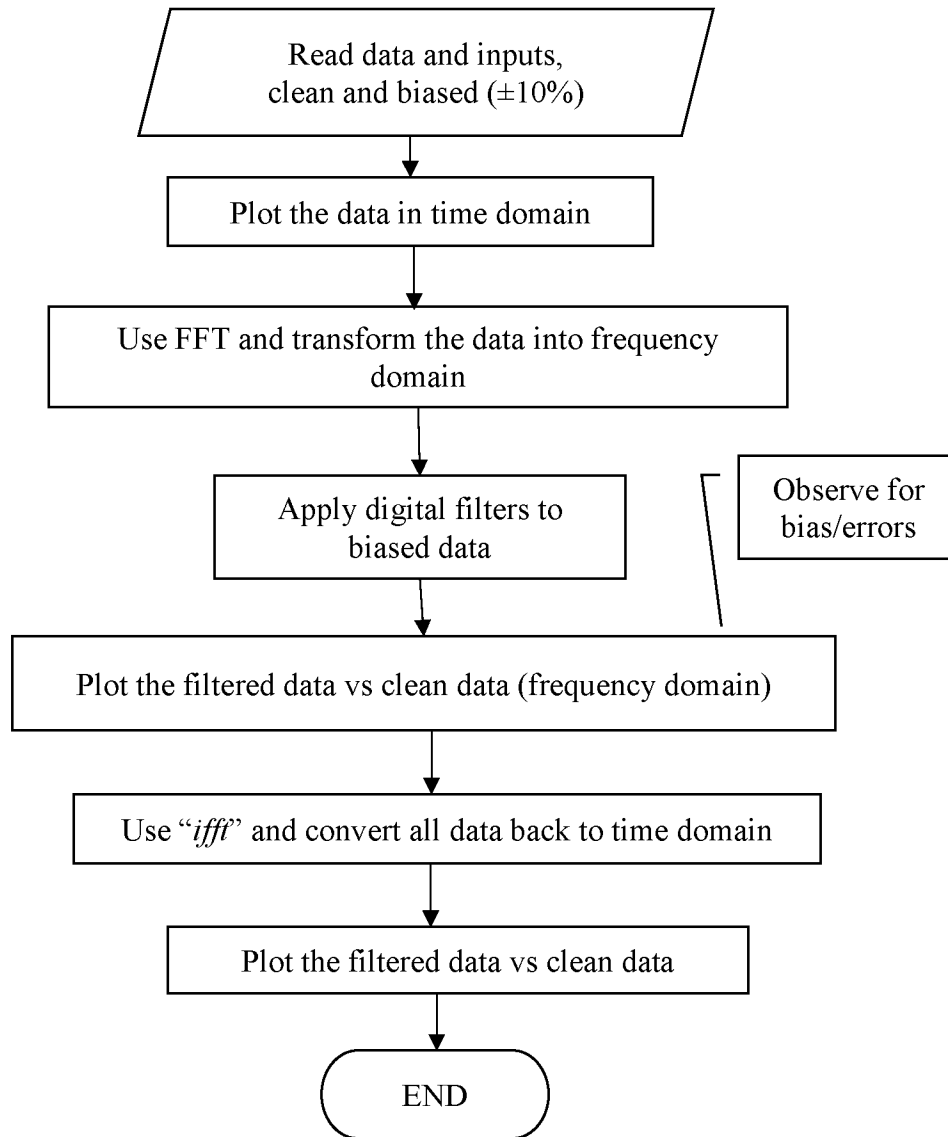 Read data and inputs,
clean and biased (±10%)
Plot the data in time domain
Use FFT and transform the data into frequency
domain
Apply digital filters to
biased data
Observe for
bias/errors
Plot the filtered data vs clean data (frequency domain)
Use “ifft” and convert all data back to time domain
Plot the filtered data vs clean data
END